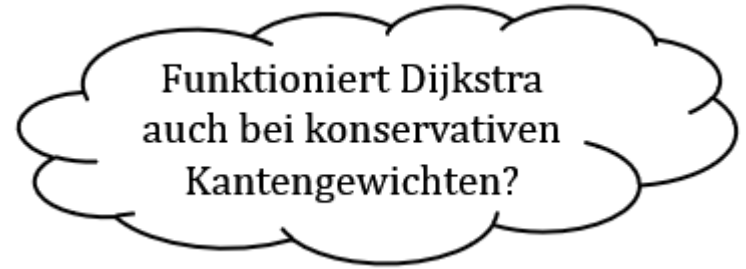 Funktioniert Dijkstra
auch bei konservativen
Kantengewichten?